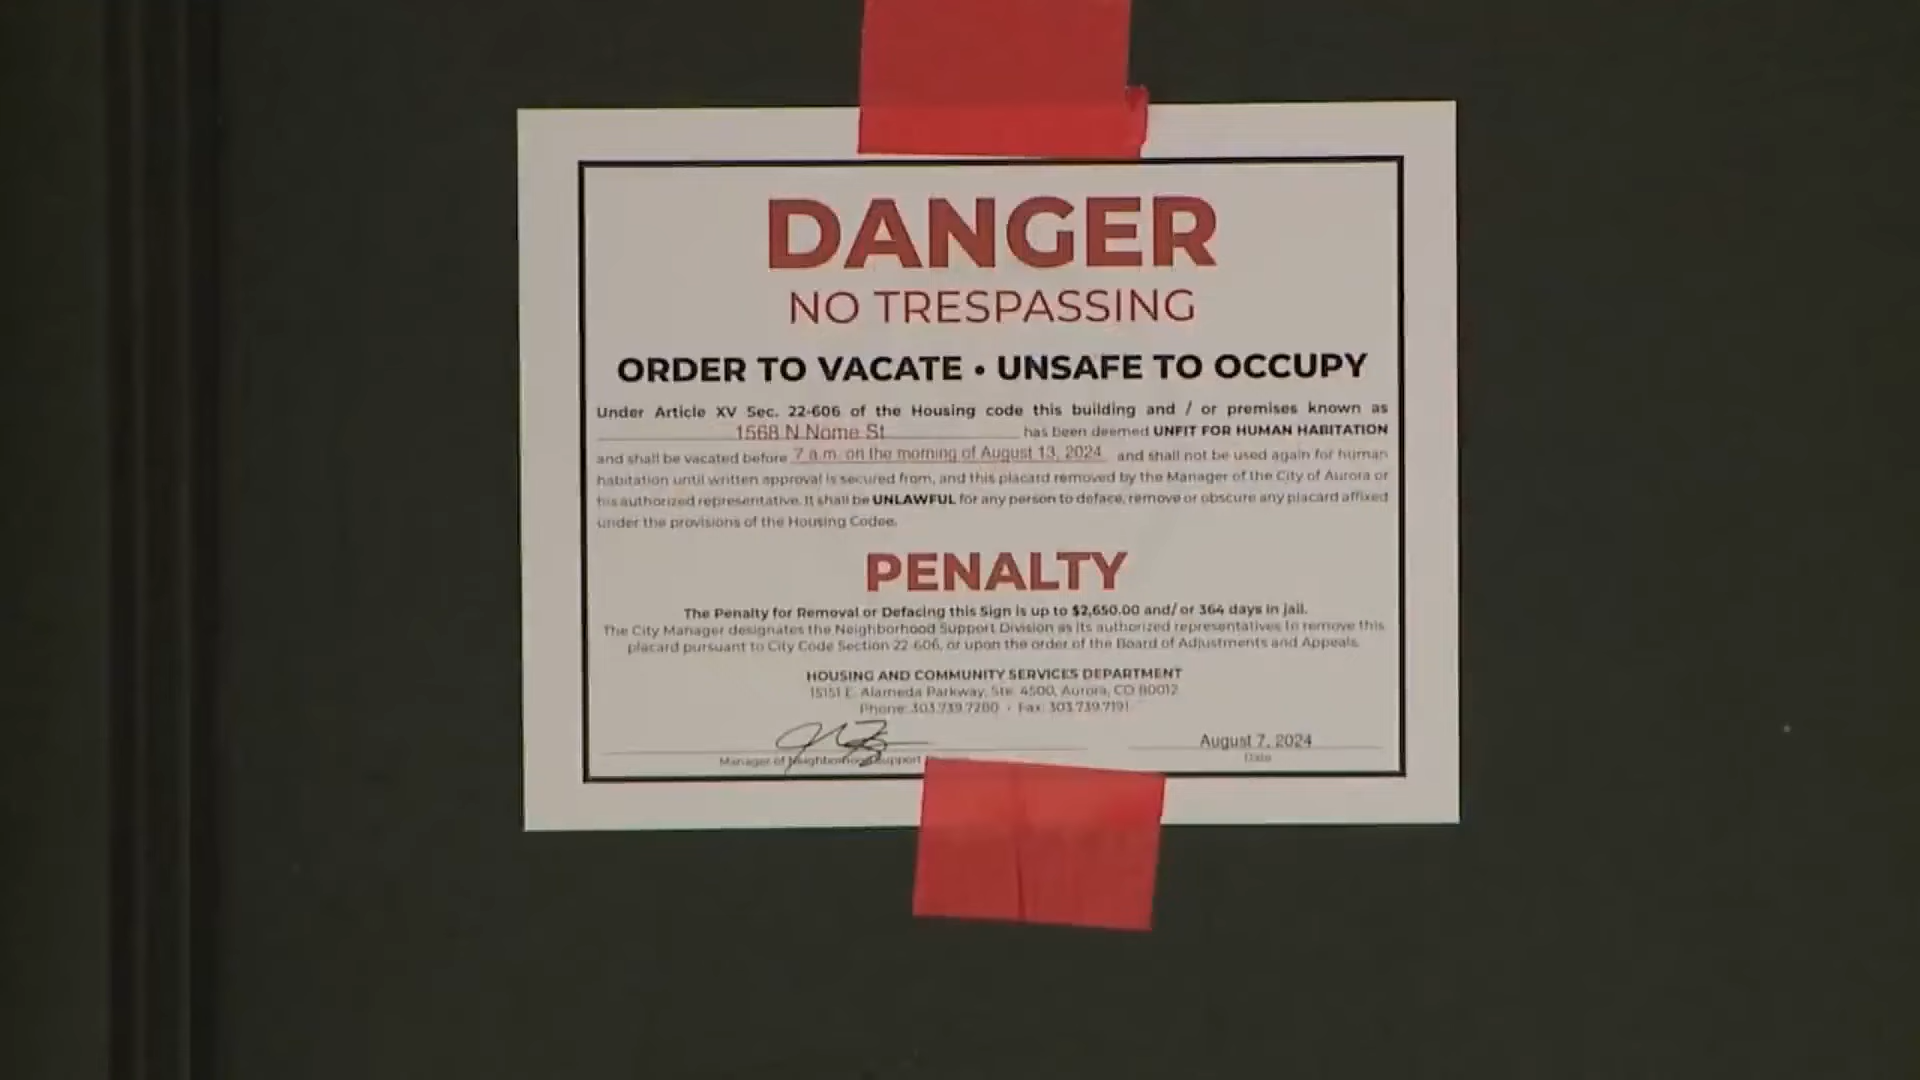 DANGER
NO TRESPASSING
ORDER TO VACATE • UNSAFE TO OCCUPY
Under Article XV Sec. 22-606 of the Housing code this building and / or premises known as
1568 N Nome St has been deemed UNFIT FOR HUMAN HABITATION
and shall be vacated before 7 a.m. on the morning of August 13, 2024 and shall not be used again for human
habitation until written approval is secured from, and this placard removed by the Manager of the City of Aurora or
his authorized representative. It shall be UNLAWFUL for any person to deface, remove or obscure any placard affixed
under the provisions of the Housing Codee.
PENALTY
The Penalty for Removal or Defacing this Sign is up to $2,650.00 and/ or 364 days in jail.
The City Manager designates the Neighborhood Support Division as its authorized representatives to remove this
placard pursuant to City Code Section 22-606, or upon the order of the Board of Adjustments and Appeals.
HOUSING AND COMMUNITY SERVICES DEPARTMENT
15151 E. Alameda Parkway, Ste. 4500, Aurora, CO 80012
Phone: 303.739.7280 • Fax: 303.739.7191
August 7, 2024
Manager of Neighborhood Support
Date